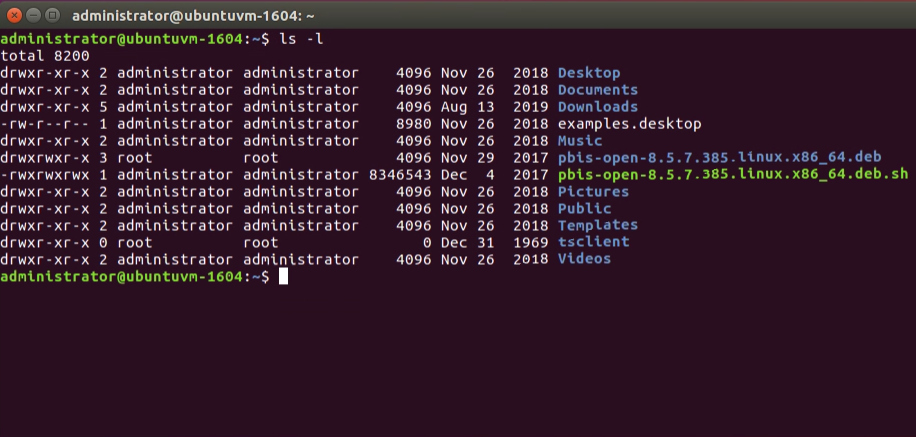 administrator@ubuntuvm-1604: ~
administrator@ubuntuvm-1604:~$ ls -l
total 8200
drwxr-xr-x 2 administrator administrator    4096 Nov 26  2018 Desktop
drwxr-xr-x 2 administrator administrator    4096 Nov 26  2018 Documents
drwxr-xr-x 5 administrator administrator    4096 Aug 13  2019 Downloads
-rw-r--r-- 1 administrator administrator    8980 Nov 26  2018 examples.desktop
drwxr-xr-x 2 administrator administrator    4096 Nov 26  2018 Music
drwxrwxr-x 3 root          root             4096 Nov 29  2017 pbis-open-8.5.7.385.linux.x86_64.deb
-rwxrwxrwx 1 administrator administrator 8346543 Dec  4  2017 pbis-open-8.5.7.385.linux.x86_64.deb.sh
drwxr-xr-x 2 administrator administrator    4096 Nov 26  2018 Pictures
drwxr-xr-x 2 administrator administrator    4096 Nov 26  2018 Public
drwxr-xr-x 2 administrator administrator    4096 Nov 26  2018 Templates
drwxr-xr-x 0 root          root                0 Dec 31  1969 tsclient
drwxr-xr-x 2 administrator administrator    4096 Nov 26  2018 Videos
administrator@ubuntuvm-1604:~$